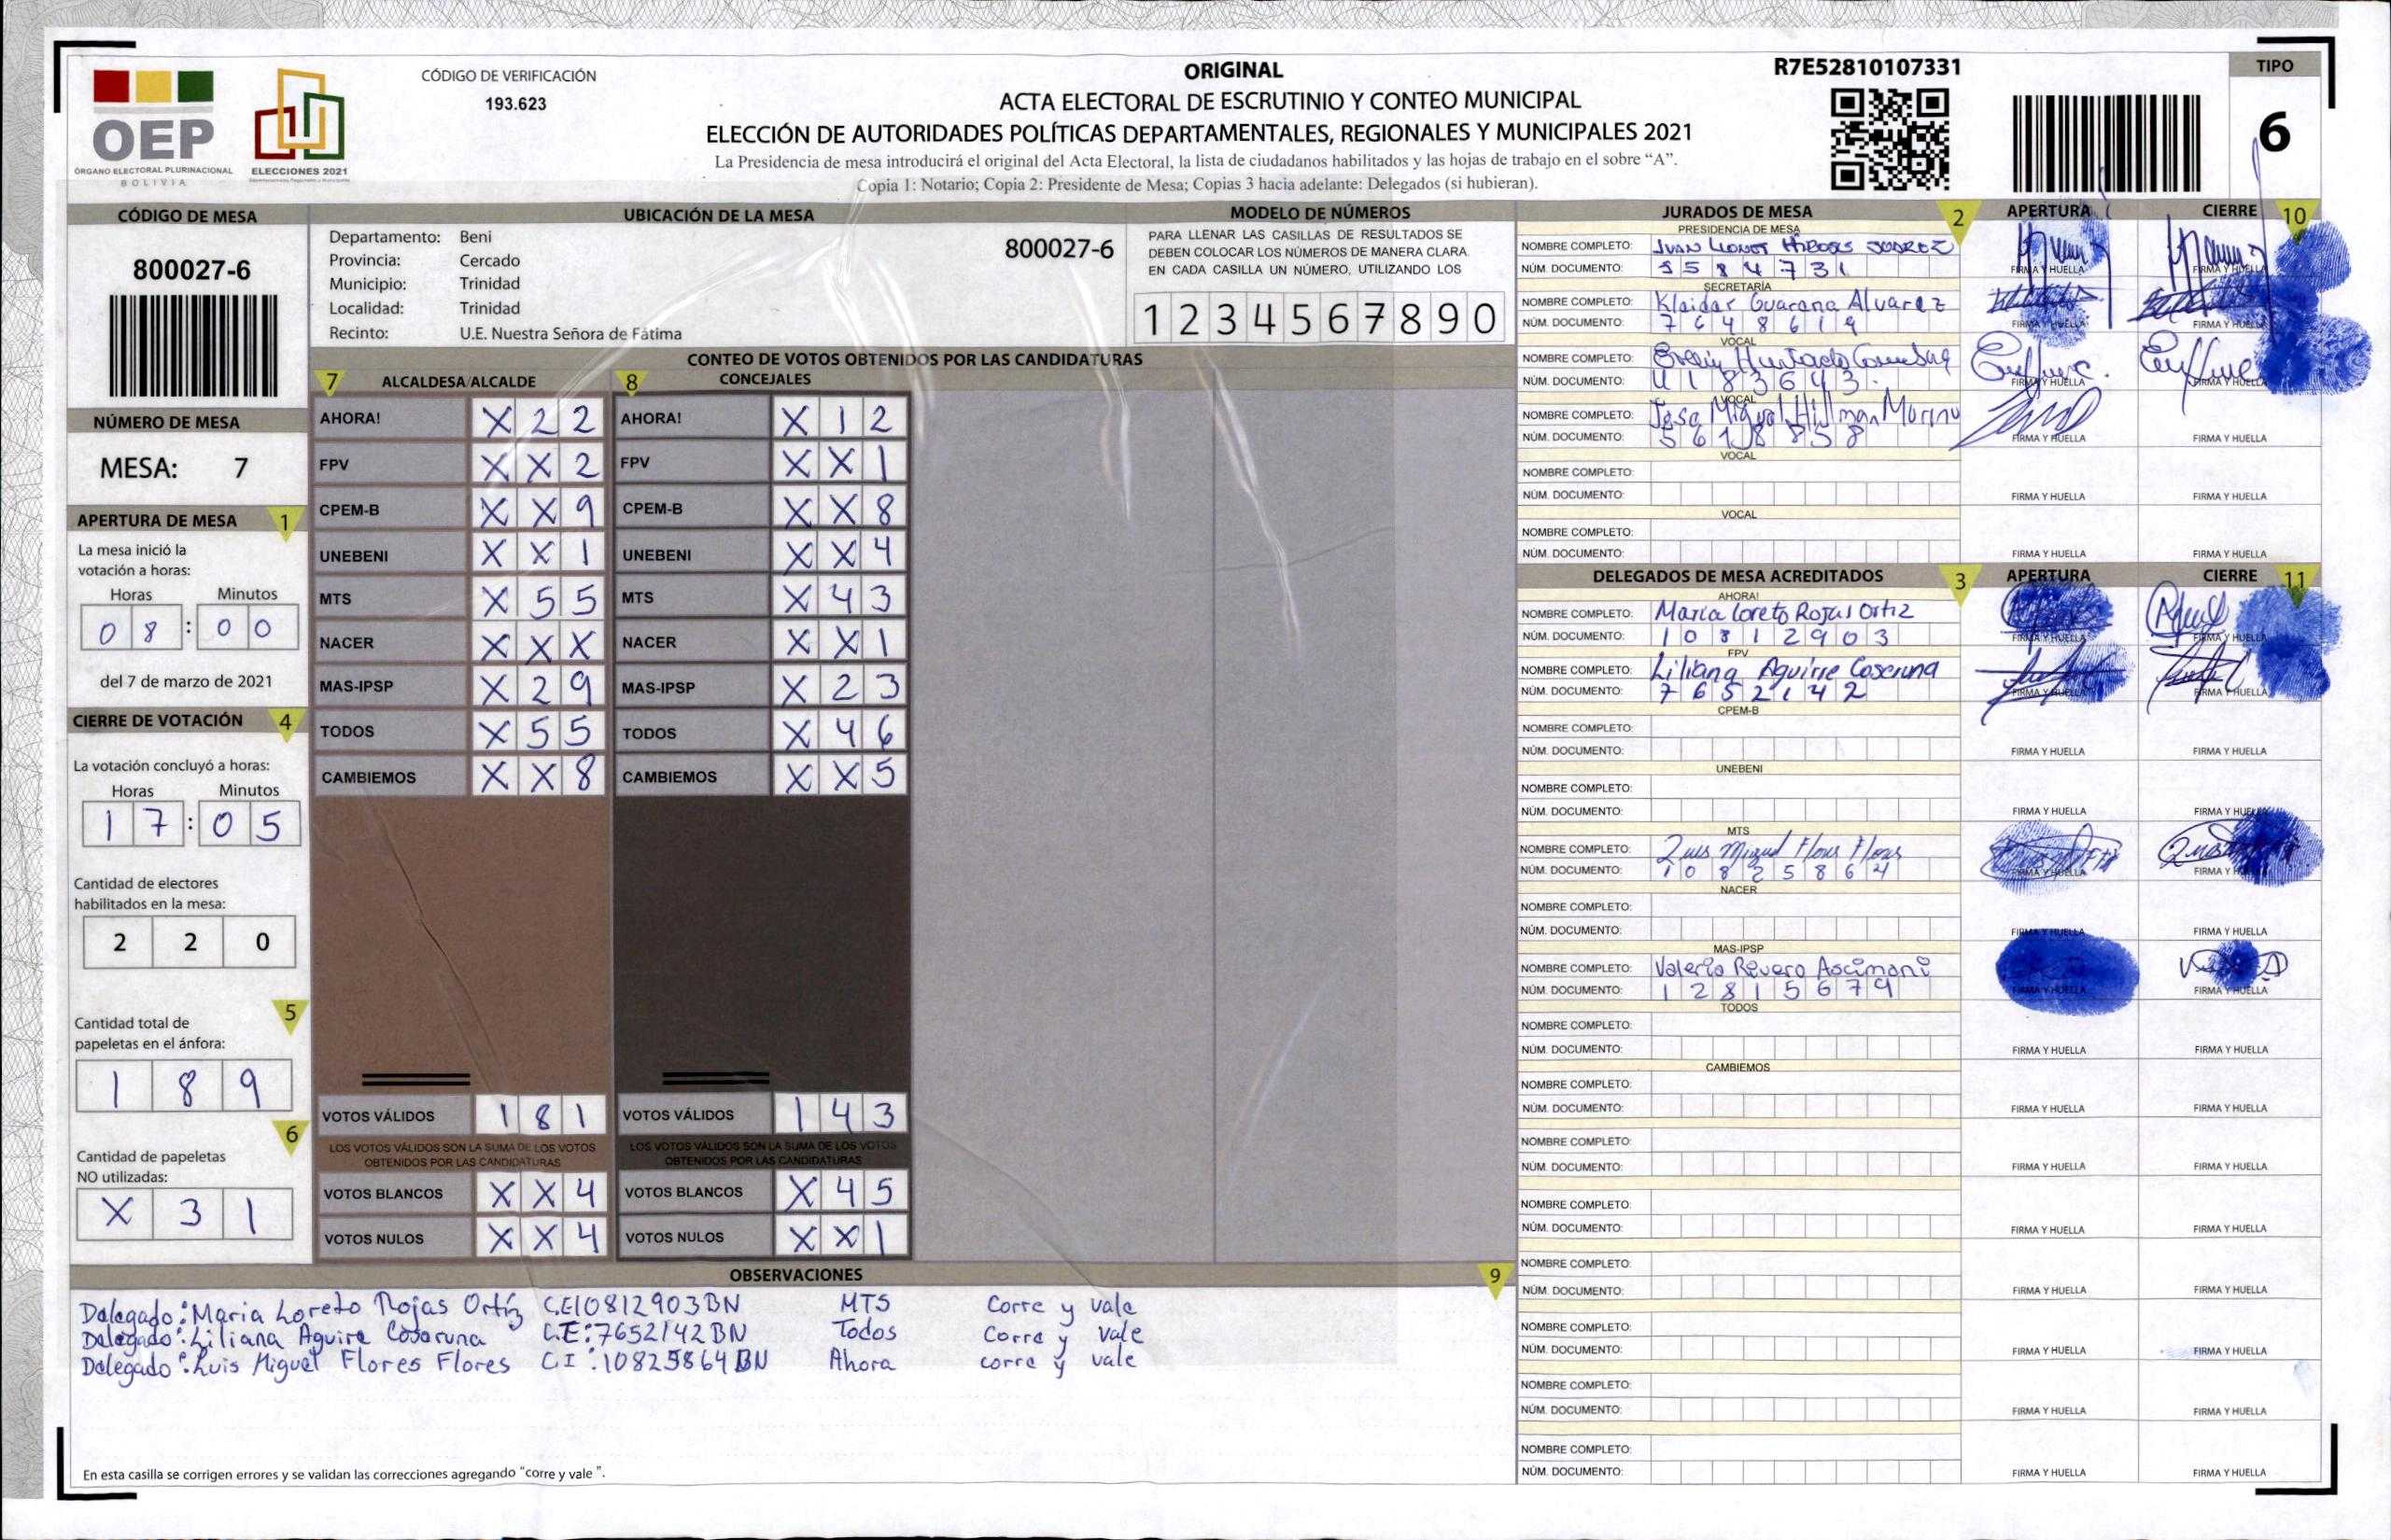 OEP
ÓRGANO ELECTORAL PLURINACIONAL
BOLIVIA
ELECCIONES 2021
CÓDIGO DE VERIFICACIÓN
193.623
ORIGINAL
ACTA ELECTORAL DE ESCRUTINIO Y CONTEO MUNICIPAL
ELECCIÓN DE AUTORIDADES POLÍTICAS DEPARTAMENTALES, REGIONALES Y MUNICIPALES 2021
La Presidencia de mesa introducirá el original del Acta Electoral, la lista de ciudadanos habilitados y las hojas de trabajo en el sobre “A”.
Copia 1: Notario; Copia 2: Presidente de Mesa; Copias 3 hacia adelante: Delegados (si hubieran).
R7E52810107331
TIPO
6
CÓDIGO DE MESA
800027-6
NÚMERO DE MESA
MESA: 7
APERTURA DE MESA 1
La mesa inició la
votación a horas:
Horas Minutos
0 8 : 0 0
del 7 de marzo de 2021
CIERRE DE VOTACIÓN 4
La votación concluyó a horas:
Horas Minutos
1 7 : 0 5
Cantidad de electores
habilitados en la mesa:
2 2 0
5
Cantidad total de
papeletas en el ánfora:
1 8 9
6
Cantidad de papeletas
NO utilizadas:
X 3 1
UBICACIÓN DE LA MESA
Departamento: Beni
Provincia: Cercado
Municipio: Trinidad
Localidad: Trinidad
Recinto: U.E. Nuestra Señora de Fátima
800027-6
MODELO DE NÚMEROS
PARA LLENAR LAS CASILLAS DE RESULTADOS SE
DEBEN COLOCAR LOS NÚMEROS DE MANERA CLARA
EN CADA CASILLA UN NÚMERO, UTILIZANDO LOS
1 2 3 4 5 6 7 8 9 0
CONTEO DE VOTOS OBTENIDOS POR LAS CANDIDATURAS
7 ALCALDESA/ALCALDE 8 CONCEJALES
AHORA! X 2 2 AHORA! X 1 2
FPV X X 2 FPV X X 1
CPEM-B X X 9 CPEM-B X X 8
UNEBENI X X 1 UNEBENI X X 4
MTS X 5 5 MTS X 4 3
NACER X X X NACER X X 1
MAS-IPSP X 2 9 MAS-IPSP X 2 3
TODOS X 5 5 TODOS X 4 6
CAMBIEMOS X X 8 CAMBIEMOS X X 5
VOTOS VÁLIDOS 1 8 1 VOTOS VÁLIDOS 1 4 3
LOS VOTOS VÁLIDOS SON LA SUMA DE LOS VOTOS LOS VOTOS VÁLIDOS SON LA SUMA DE LOS VOTOS
OBTENIDOS POR LAS CANDIDATURAS OBTENIDOS POR LAS CANDIDATURAS
VOTOS BLANCOS X X 4 VOTOS BLANCOS X 4 5
VOTOS NULOS X X 4 VOTOS NULOS X X 1
OBSERVACIONES 9
Delegado: Maria Loreto Rojas Ortíz C.E10812903BN MTS Corre y vale
Delegado: Liliana Aguire Cosaruna C.E:7652142BN Todos Corre y vale
Delegado: Luis Miguel Flores Flores C.I:10825864BN Ahora corre y vale
En esta casilla se corrigen errores y se validan las correcciones agregando “corre y vale ”.
JURADOS DE MESA 2 APERTURA CIERRE 10
PRESIDENCIA DE MESA
NOMBRE COMPLETO:
NÚM. DOCUMENTO: 5 5 8 4 7 3 1 FIRMA Y HUELLA FIRMA Y HUELLA
SECRETARÍA
NOMBRE COMPLETO: Klaidar Guarana Alvarez
NÚM. DOCUMENTO: 7 6 4 8 6 1 9 FIRMA Y HUELLA FIRMA Y HUELLA
VOCAL
NOMBRE COMPLETO: Hurtado
NÚM. DOCUMENTO: 4 1 8 3 6 4 3 FIRMA Y HUELLA FIRMA Y HUELLA
VOCAL
NOMBRE COMPLETO: Jose Miguel Hillman Moreno
NÚM. DOCUMENTO: 5 6 1 8 8 5 8 FIRMA Y HUELLA FIRMA Y HUELLA
VOCAL
NOMBRE COMPLETO:
NÚM. DOCUMENTO: FIRMA Y HUELLA FIRMA Y HUELLA
VOCAL
NOMBRE COMPLETO:
NÚM. DOCUMENTO: FIRMA Y HUELLA FIRMA Y HUELLA
DELEGADOS DE MESA ACREDITADOS 3 APERTURA CIERRE 11
AHORA!
NOMBRE COMPLETO: Maria Loreto Rojas Ortiz
NÚM. DOCUMENTO: 1 0 8 1 2 9 0 3 FIRMA Y HUELLA FIRMA Y HUELLA
FPV
NOMBRE COMPLETO: Liliana Aguirre Coseruna
NÚM. DOCUMENTO: 7 6 5 2 1 4 2 FIRMA Y HUELLA FIRMA Y HUELLA
CPEM-B
NOMBRE COMPLETO:
NÚM. DOCUMENTO: FIRMA Y HUELLA FIRMA Y HUELLA
UNEBENI
NOMBRE COMPLETO:
NÚM. DOCUMENTO: FIRMA Y HUELLA FIRMA Y HUELLA
MTS
NOMBRE COMPLETO: Luis Miguel Flores Flores
NÚM. DOCUMENTO: 1 0 8 2 5 8 6 4 FIRMA Y HUELLA FIRMA Y HUELLA
NACER
NOMBRE COMPLETO:
NÚM. DOCUMENTO: FIRMA Y HUELLA FIRMA Y HUELLA
MAS-IPSP
NOMBRE COMPLETO: Valeria Rivero Ascimani
NÚM. DOCUMENTO: 1 2 8 1 5 6 7 9 FIRMA Y HUELLA FIRMA Y HUELLA
TODOS
NOMBRE COMPLETO:
NÚM. DOCUMENTO: FIRMA Y HUELLA FIRMA Y HUELLA
CAMBIEMOS
NOMBRE COMPLETO:
NÚM. DOCUMENTO: FIRMA Y HUELLA FIRMA Y HUELLA
NOMBRE COMPLETO:
NÚM. DOCUMENTO: FIRMA Y HUELLA FIRMA Y HUELLA
NOMBRE COMPLETO:
NÚM. DOCUMENTO: FIRMA Y HUELLA FIRMA Y HUELLA
NOMBRE COMPLETO:
NÚM. DOCUMENTO: FIRMA Y HUELLA FIRMA Y HUELLA
NOMBRE COMPLETO:
NÚM. DOCUMENTO: FIRMA Y HUELLA FIRMA Y HUELLA
NOMBRE COMPLETO:
NÚM. DOCUMENTO: FIRMA Y HUELLA FIRMA Y HUELLA
NOMBRE COMPLETO:
NÚM. DOCUMENTO: FIRMA Y HUELLA FIRMA Y HUELLA